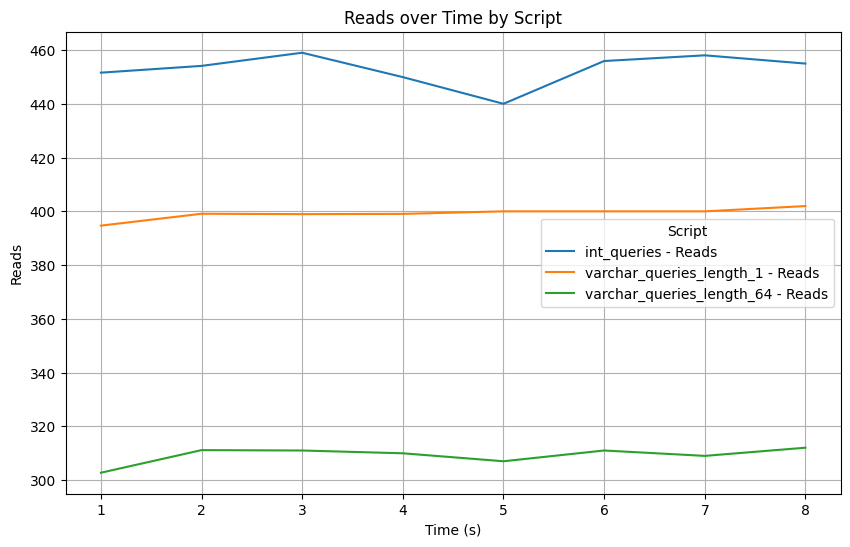 Reads over Time by Script
Reads
460
440
420
400
380
360
340
320
300
Script
int_queries - Reads
varchar_queries_length_1 - Reads
varchar_queries_length_64 - Reads
1 2 3 4 5 6 7 8
Time (s)